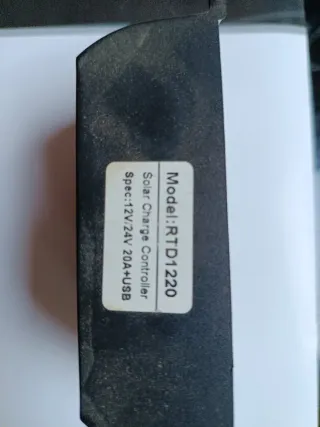 Model:RTD1220
Solar Charge Controller
Spec:12V/24V 20A+USB